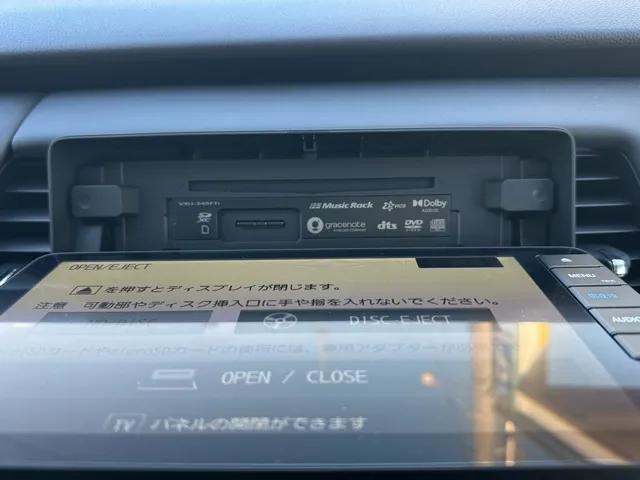 Music Rack
VICS
Dolby
AUDIO
SD
XC
gracenote
dts
DVD
OPEN/EJECT
を押すとディスプレイが閉じます。
注意 可動部やディスク挿入口に手や指を入れないでください。
DISC EJECT
OPEN / CLOSE
TV パネルの開閉ができます
MENU
AUDIO